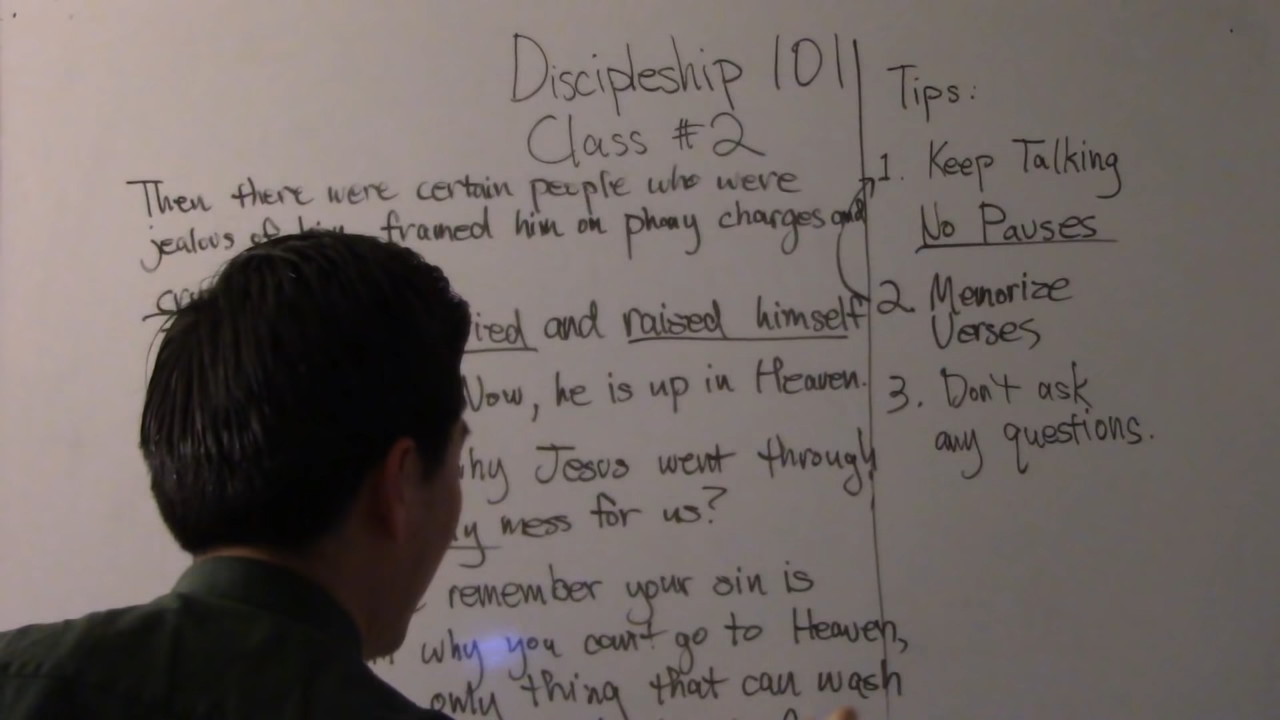 Discipleship 101
Class #2
Then there were certain people who were
jealous of him framed him on phony charges and
ied and raised himself
Now, he is up in Heaven.
hy Jesus went through
y mess for us?
remember your sin is
why you can't go to Heaven,
only thing that can wash
Tips:
1. Keep Talking
No Pauses
2. Memorize
Verses
3. Don't ask
any questions.